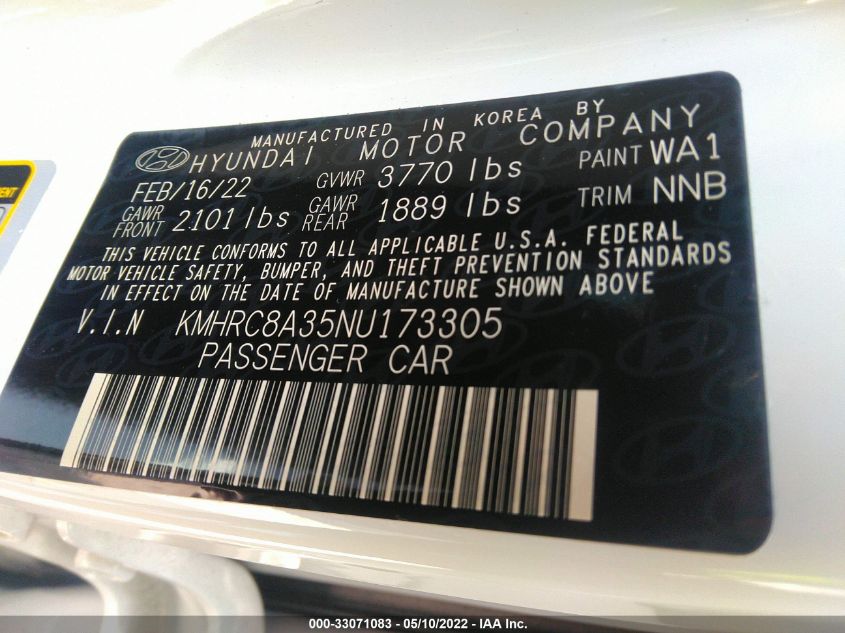 MANUFACTURED IN KOREA BY
HYUNDAI MOTOR COMPANY
FEB/16/22 GVWR 3770 lbs PAINT WA1
GAWR FRONT 2101 lbs GAWR REAR 1889 lbs TRIM NNB
THIS VEHICLE CONFORMS TO ALL APPLICABLE U.S.A. FEDERAL
MOTOR VEHICLE SAFETY, BUMPER, AND THEFT PREVENTION STANDARDS
IN EFFECT ON THE DATE OF MANUFACTURE SHOWN ABOVE
V.I.N KMHRC8A35NU173305
PASSENGER CAR
000-33071083 - 05/10/2022 - IAA Inc.